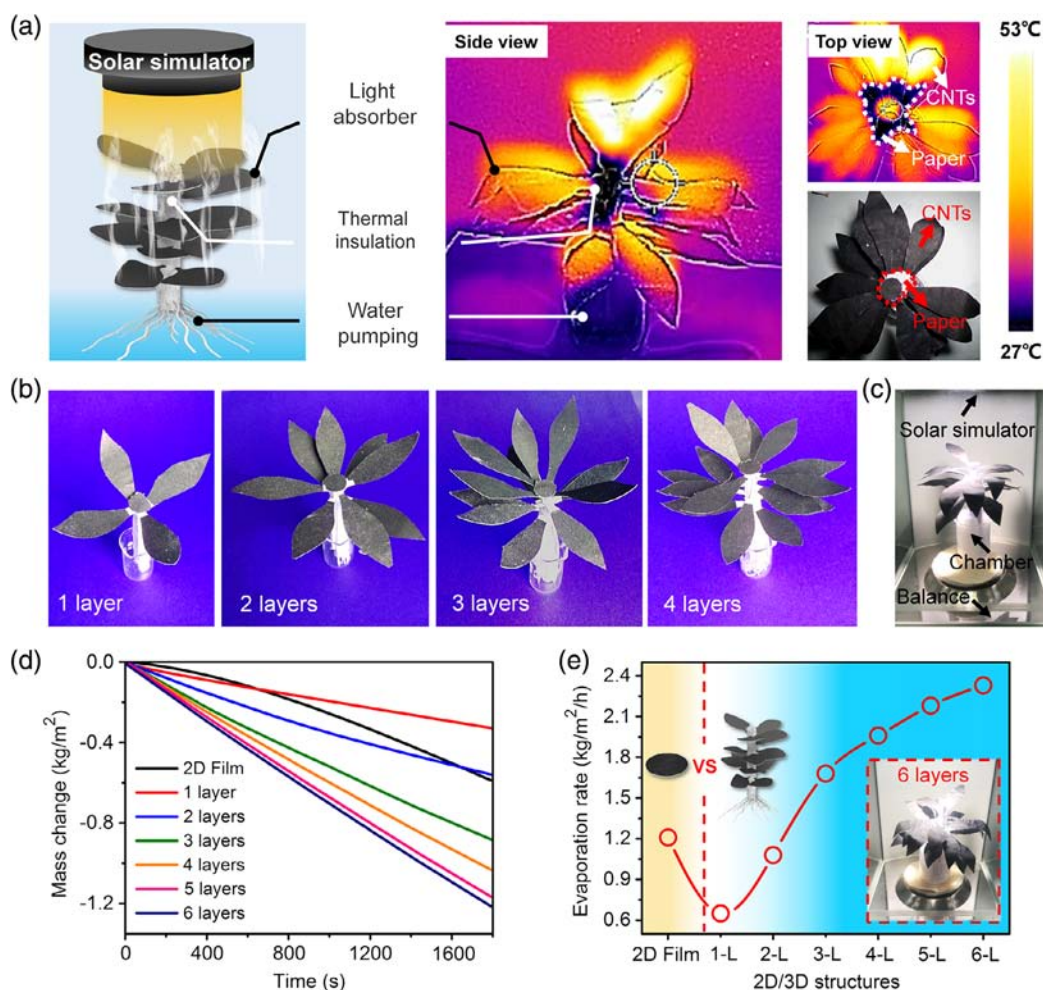 (a)
Solar simulator
Light
absorber
Thermal
insulation
Water
pumping
Side view
Top view
CNTs
Paper
CNTs
Paper
53℃
27℃
(b)
1 layer
2 layers
3 layers
4 layers
(c)
Solar simulator
Chamber
Balance
(d)
Mass change (kg/m²)
0.0
-0.4
-0.8
-1.2
2D Film
1 layer
2 layers
3 layers
4 layers
5 layers
6 layers
0 400 800 1200 1600
Time (s)
(e)
Evaporation rate (kg/m²/h)
2.4
2.1
1.8
1.5
1.2
0.9
0.6
VS
6 layers
2D Film 1-L 2-L 3-L 4-L 5-L 6-L
2D/3D structures